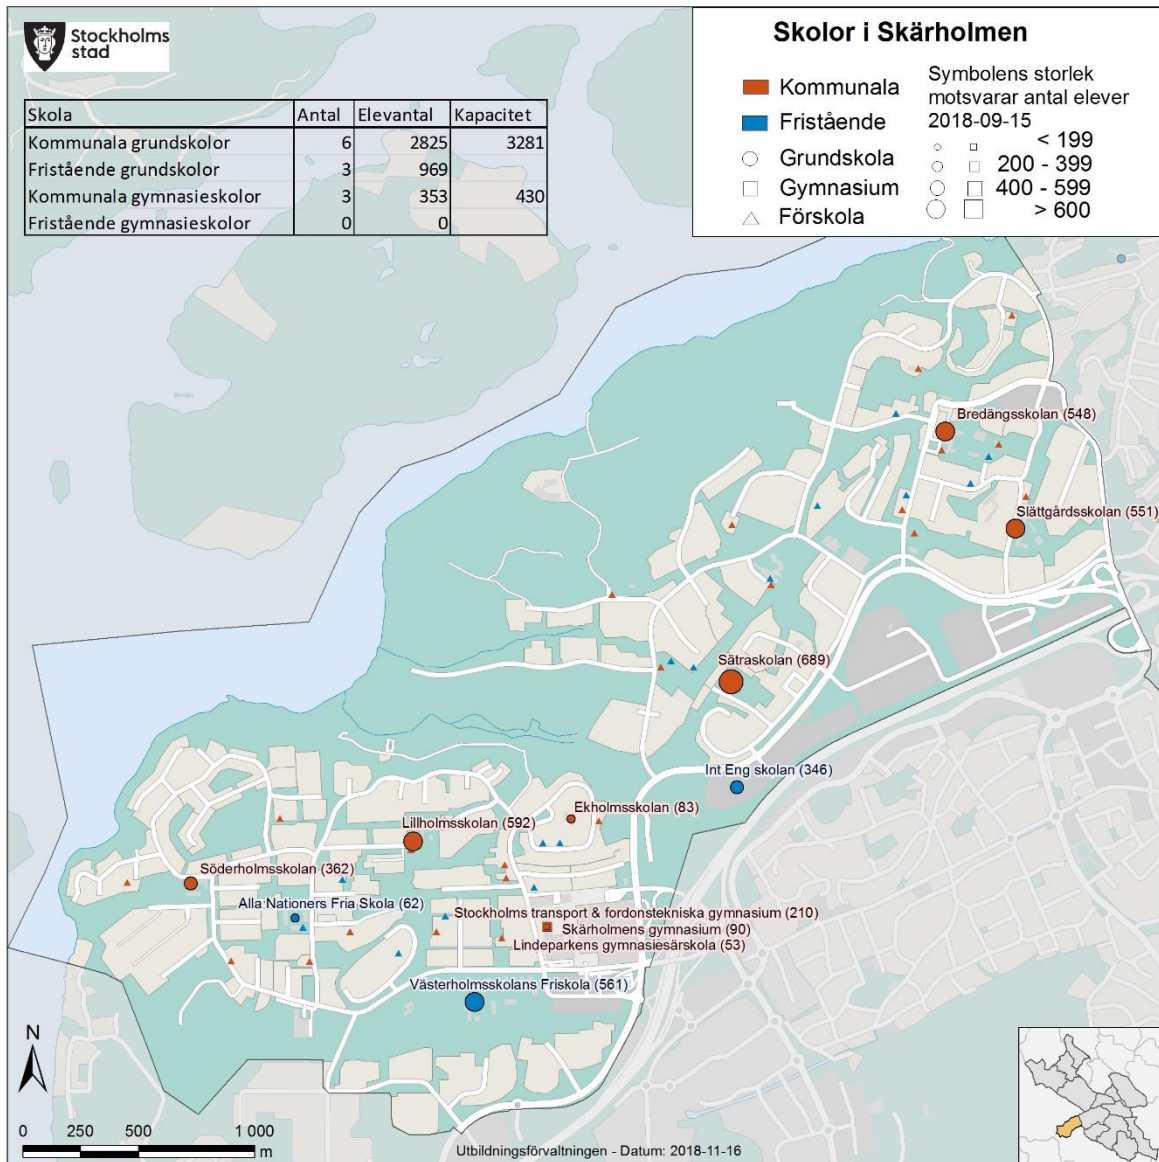 Stockholms
stad
Skola Antal Elevantal Kapacitet
Kommunala grundskolor 6 2825 3281
Fristående grundskolor 3 969
Kommunala gymnasieskolor 3 353 430
Fristående gymnasieskolor 0 0
Skolor i Skärholmen
Kommunala
Fristående
Grundskola
Gymnasium
Förskola
Symbolens storlek
motsvarar antal elever
2018-09-15
< 199
200 - 399
400 - 599
> 600
Bredängsskolan (548)
Slättgårdsskolan (551)
Sätraskolan (689)
Int Eng skolan (346)
Ekholmsskolan (83)
Lillholmsskolan (592)
Söderholmsskolan (362)
Alla Nationers Fria Skola (62)
Stockholms transport & fordonstekniska gymnasium (210)
Skärholmens gymnasium (90)
Lindeparkens gymnasiesärskola (53)
Västerholmsskolans Friskola (561)
N
0 250 500 1 000
m
Utbildningsförvaltningen - Datum: 2018-11-16